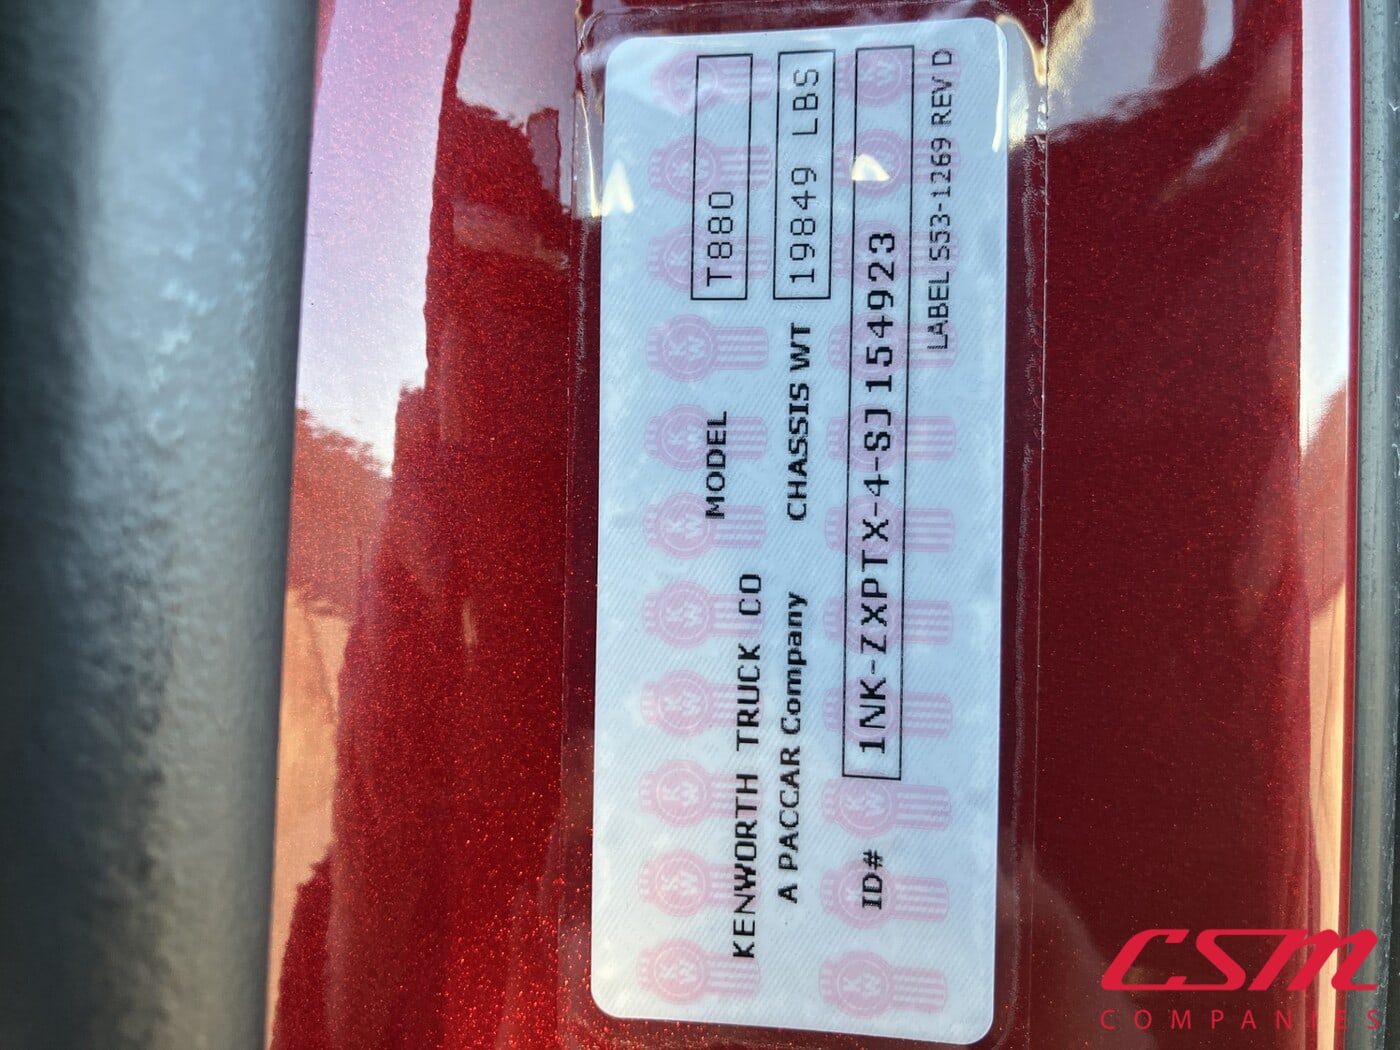 KENWORTH TRUCK CO MODEL T880
A PACCAR Company CHASSIS WT 19849 LBS
ID# 1NK-ZXPTX-4-SJ154923
LABEL S53-1269 REV D
CSM
COMPANIES